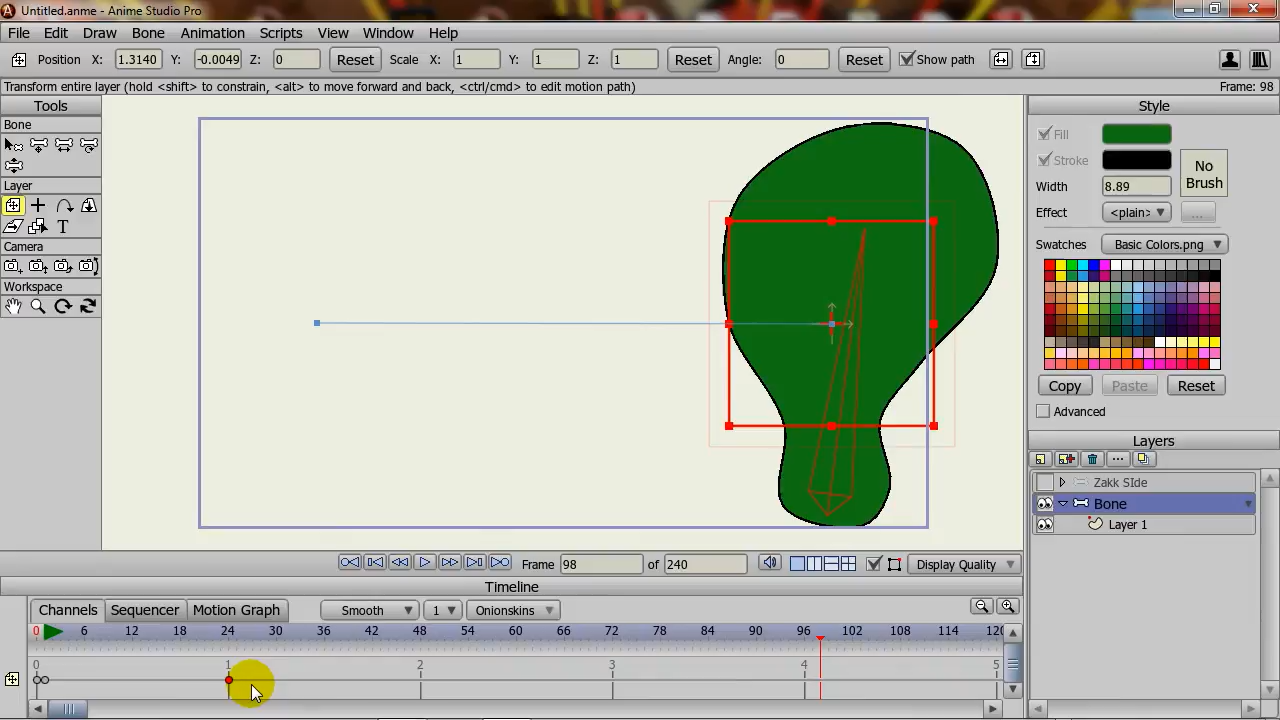 Untitled.anme - Anime Studio Pro
File Edit Draw Bone Animation Scripts View Window Help
Position X: 1.3140 Y: -0.0049 Z: 0 Reset Scale X: 1 Y: 1 Z: 1 Reset Angle: 0 Reset Show path
Transform entire layer (hold <shift> to constrain, <alt> to move forward and back, <ctrl/cmd> to edit motion path) Frame: 98
Tools
Bone
Layer
T
Camera
Workspace
Style
Fill
Stroke
No
Brush
Width 8.89
Effect <plain> ...
Swatches Basic Colors.png
Copy Paste Reset
Advanced
Layers
...
Zakk SIde
Bone
Layer 1
Frame 98 of 240 Display Quality
Timeline
Channels Sequencer Motion Graph Smooth 1 Onionskins
0 6 12 18 24 30 36 42 48 54 60 66 72 78 84 90 96 102 108 114 120
0 1 2 3 4 5